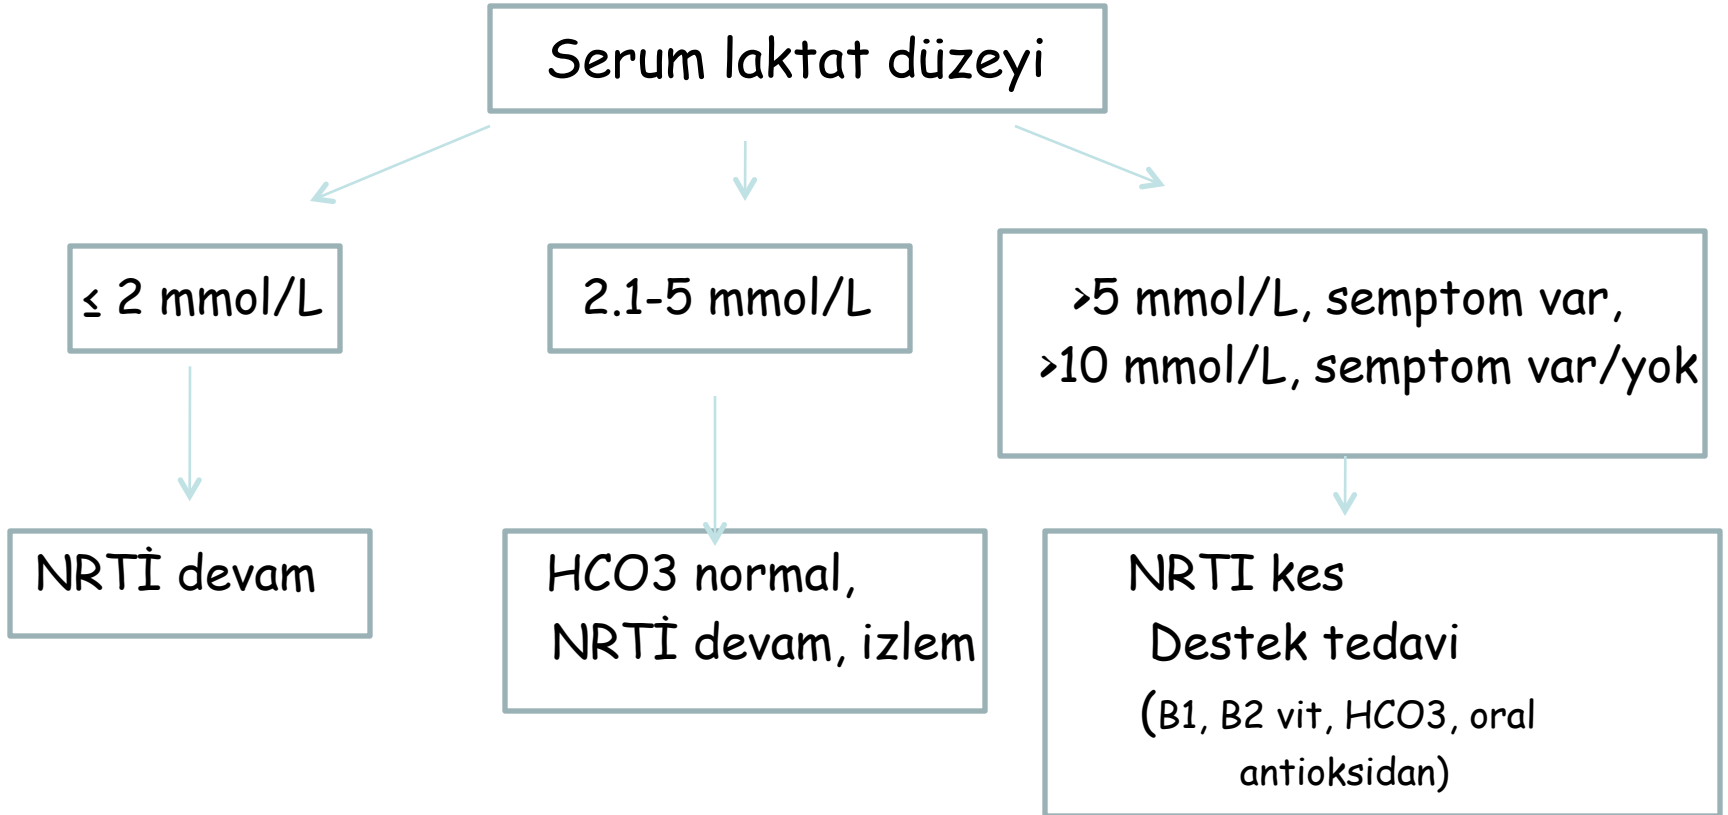 Serum laktat düzeyi
≤ 2 mmol/L
2.1-5 mmol/L
>5 mmol/L, semptom var,
>10 mmol/L, semptom var/yok
NRTİ devam
HCO3 normal,
NRTİ devam, izlem
NRTI kes
Destek tedavi
(B1, B2 vit, HCO3, oral
antioksidan)